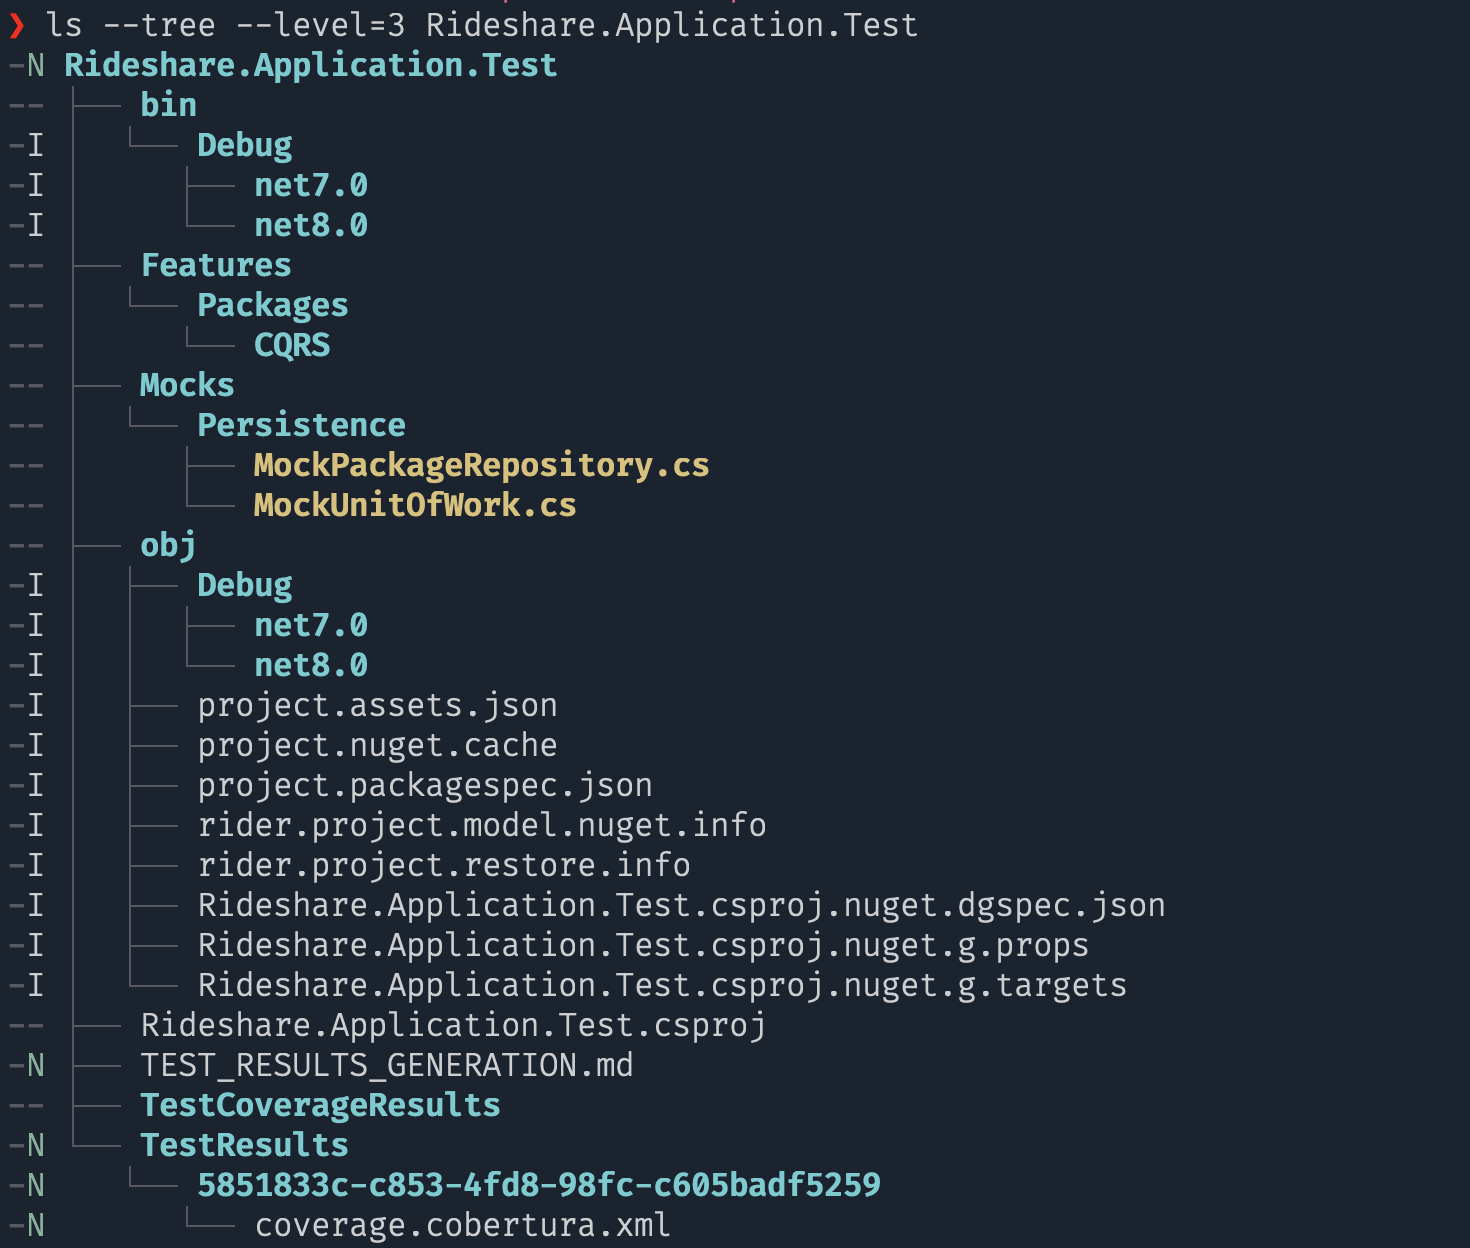 ❯ ls --tree --level=3 Rideshare.Application.Test
-N Rideshare.Application.Test
-- ├── bin
-I │  └── Debug
-I │     ├── net7.0
-I │     └── net8.0
-- ├── Features
-- │  └── Packages
-- │     └── CQRS
-- ├── Mocks
-- │  └── Persistence
-- │     ├── MockPackageRepository.cs
-- │     └── MockUnitOfWork.cs
-- ├── obj
-I │  ├── Debug
-I │  │  ├── net7.0
-I │  │  └── net8.0
-I │  ├── project.assets.json
-I │  ├── project.nuget.cache
-I │  ├── project.packagespec.json
-I │  ├── rider.project.model.nuget.info
-I │  ├── rider.project.restore.info
-I │  ├── Rideshare.Application.Test.csproj.nuget.dgspec.json
-I │  ├── Rideshare.Application.Test.csproj.nuget.g.props
-I │  └── Rideshare.Application.Test.csproj.nuget.g.targets
-- ├── Rideshare.Application.Test.csproj
-N ├── TEST_RESULTS_GENERATION.md
-- ├── TestCoverageResults
-N └── TestResults
-N    └── 5851833c-c853-4fd8-98fc-c605badf5259
-N       └── coverage.cobertura.xml